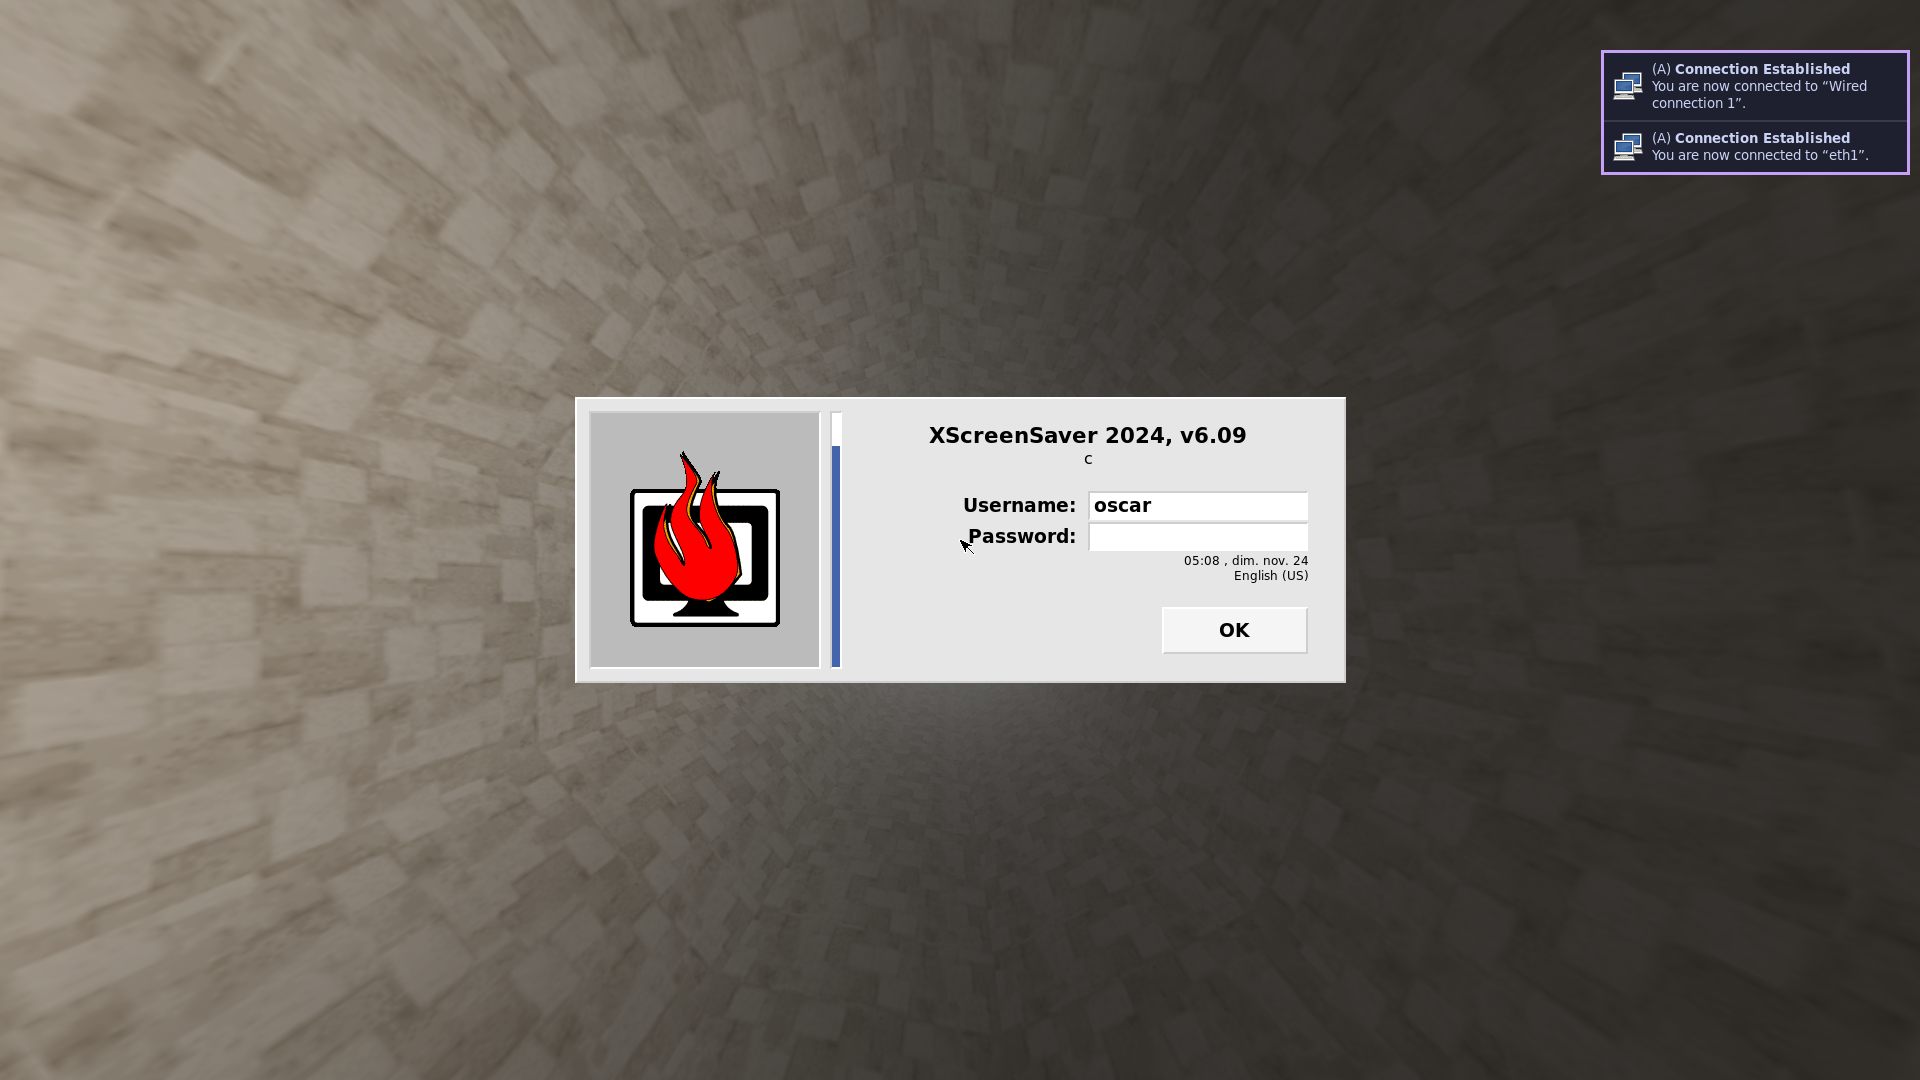 (A) Connection Established
You are now connected to “Wired
connection 1”.
(A) Connection Established
You are now connected to “eth1”.
XScreenSaver 2024, v6.09
c
Username: oscar
Password:
05:08 , dim. nov. 24
English (US)
OK